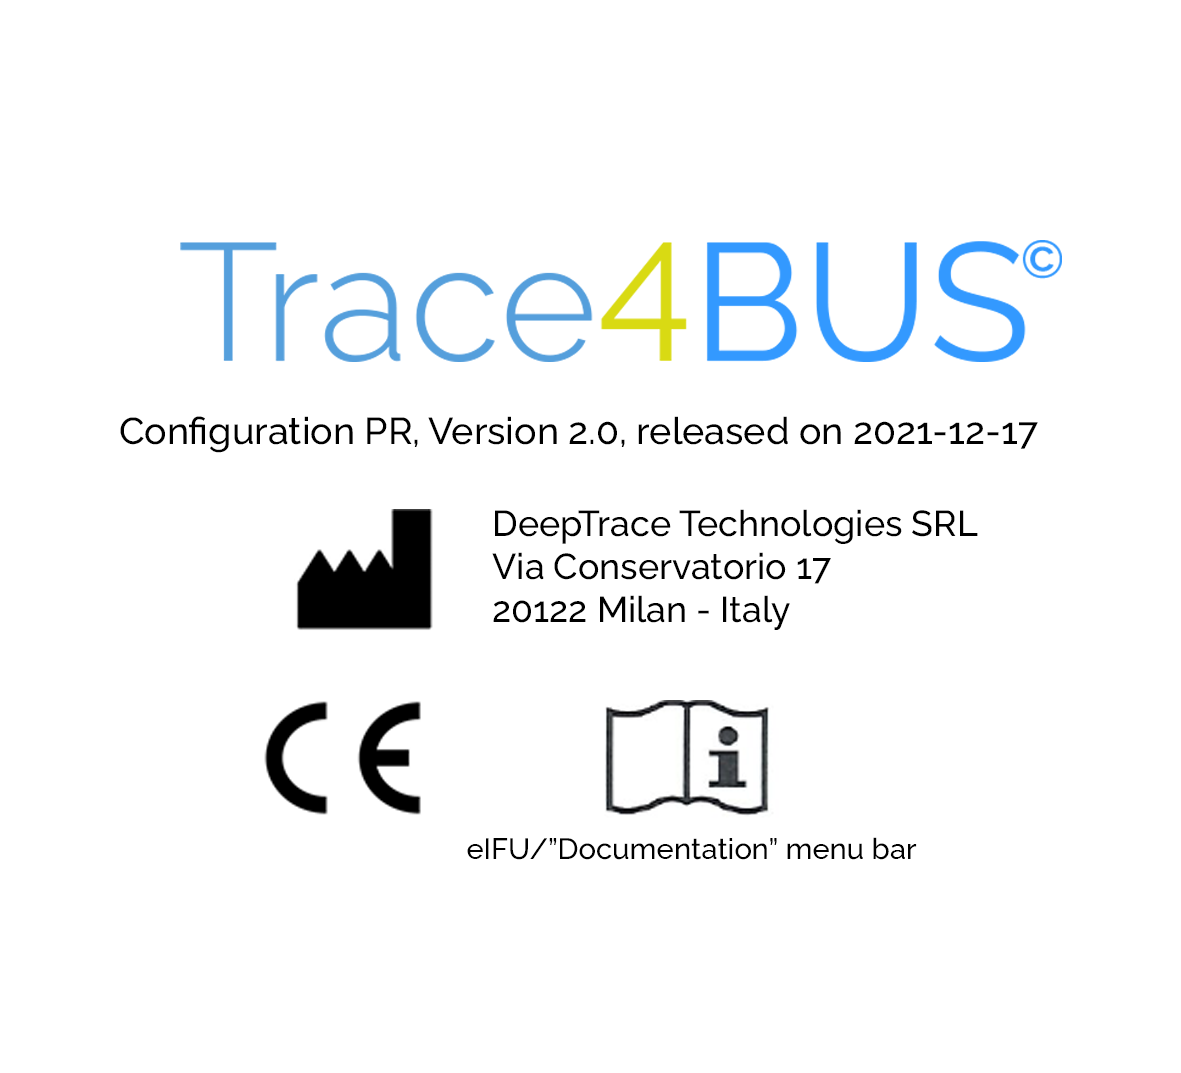 Trace4BUS©
Configuration PR, Version 2.0, released on 2021-12-17
DeepTrace Technologies SRL
Via Conservatorio 17
20122 Milan - Italy
CE
i
eIFU/”Documentation” menu bar